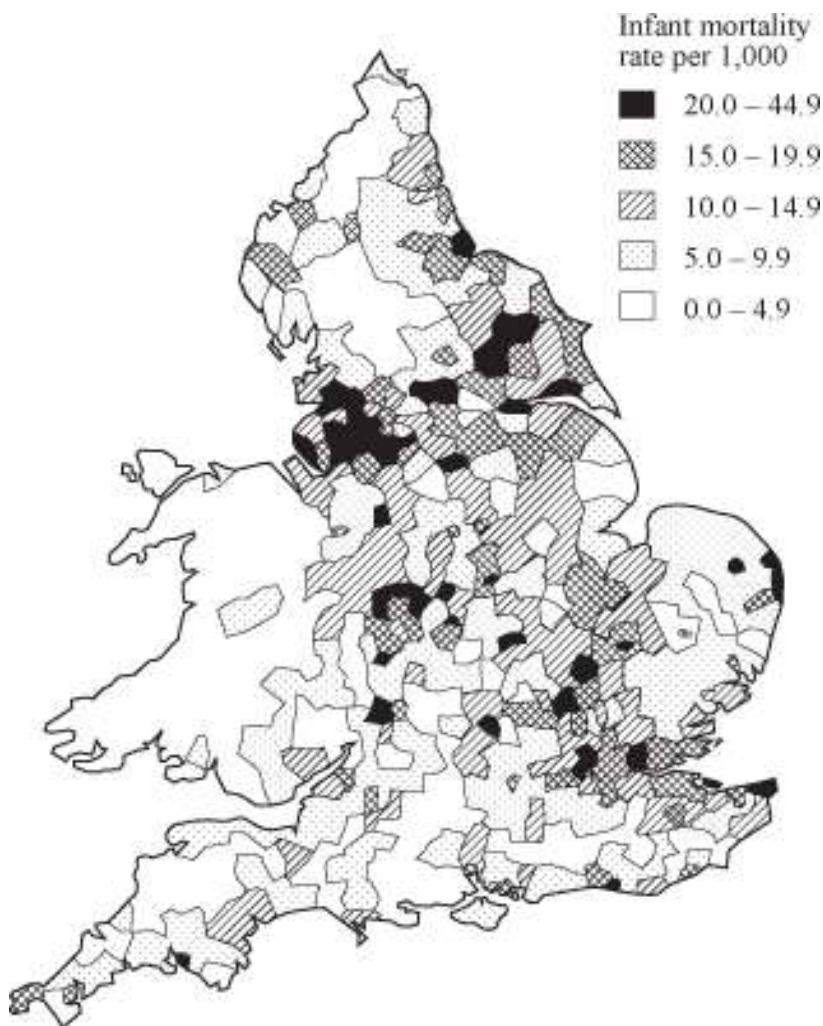 Infant mortality
rate per 1,000
20.0 – 44.9
15.0 – 19.9
10.0 – 14.9
5.0 – 9.9
0.0 – 4.9